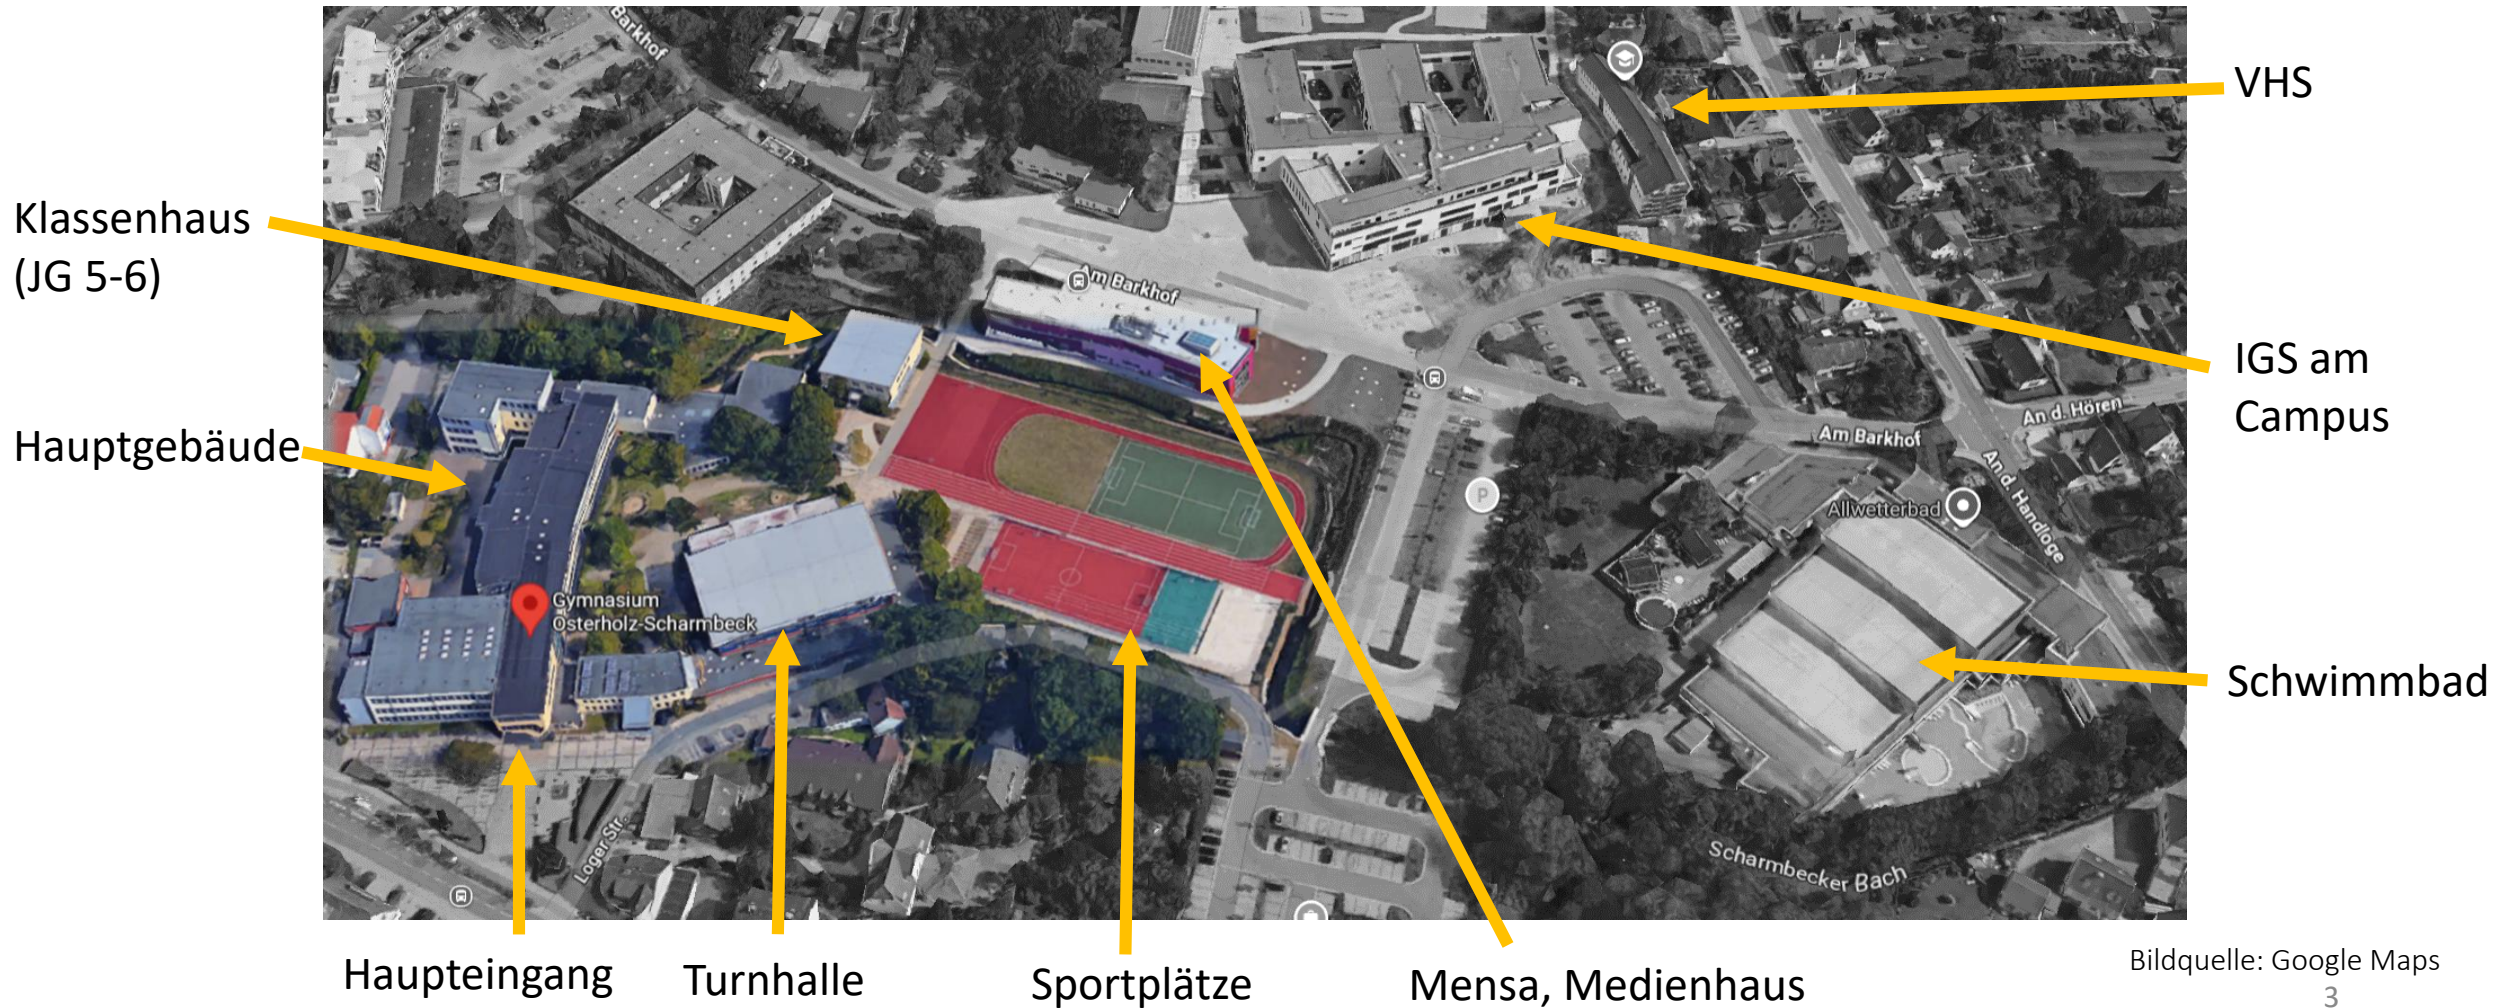 Barkhof
VHS
Klassenhaus
(JG 5-6)
Am Barkhof
IGS am
Campus
Hauptgebäude
An d. Hören
Am Barkhof
An d. Handloge
Allwetterbad
P
Gymnasium
Osterholz-Scharmbeck
Schwimmbad
Loger Str.
Scharmbecker Bach
Haupteingang
Turnhalle
Sportplätze
Mensa, Medienhaus
Bildquelle: Google Maps
3